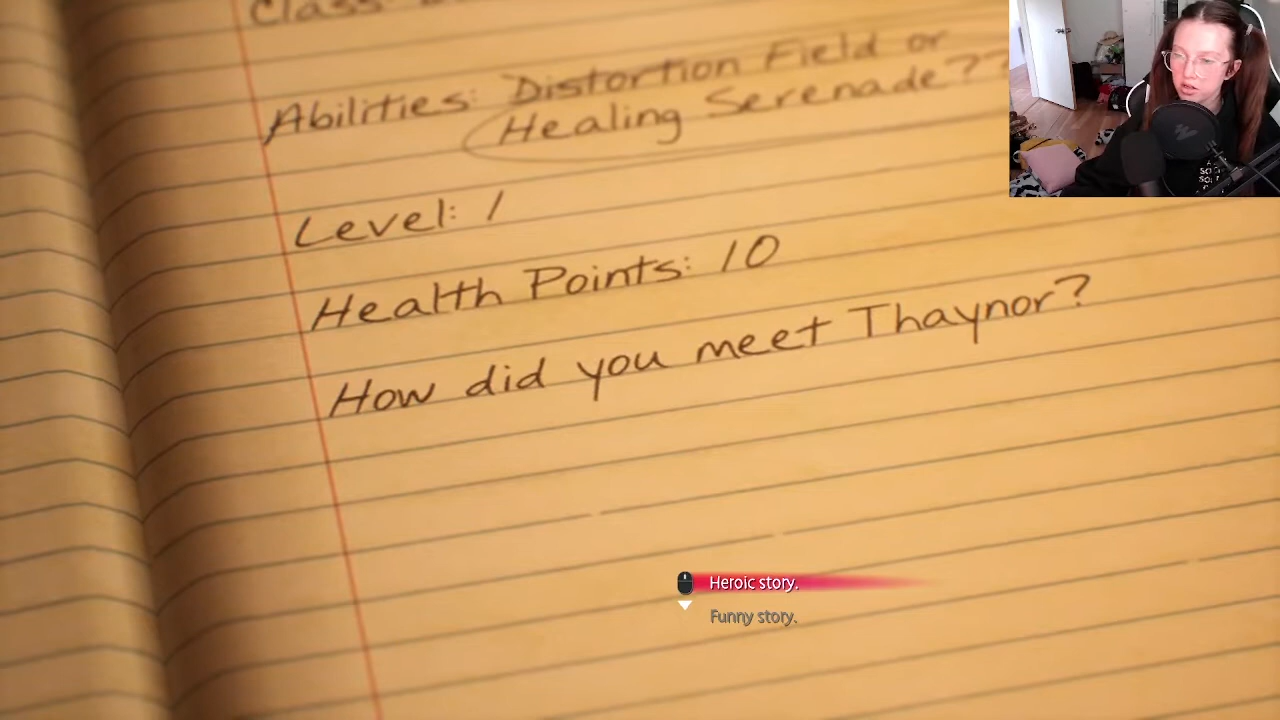 Class
Abilities: Distortion Field or
Healing Serenade??
Level: 1
Health Points: 10
How did you meet Thaynor?
Heroic story.
Funny story.